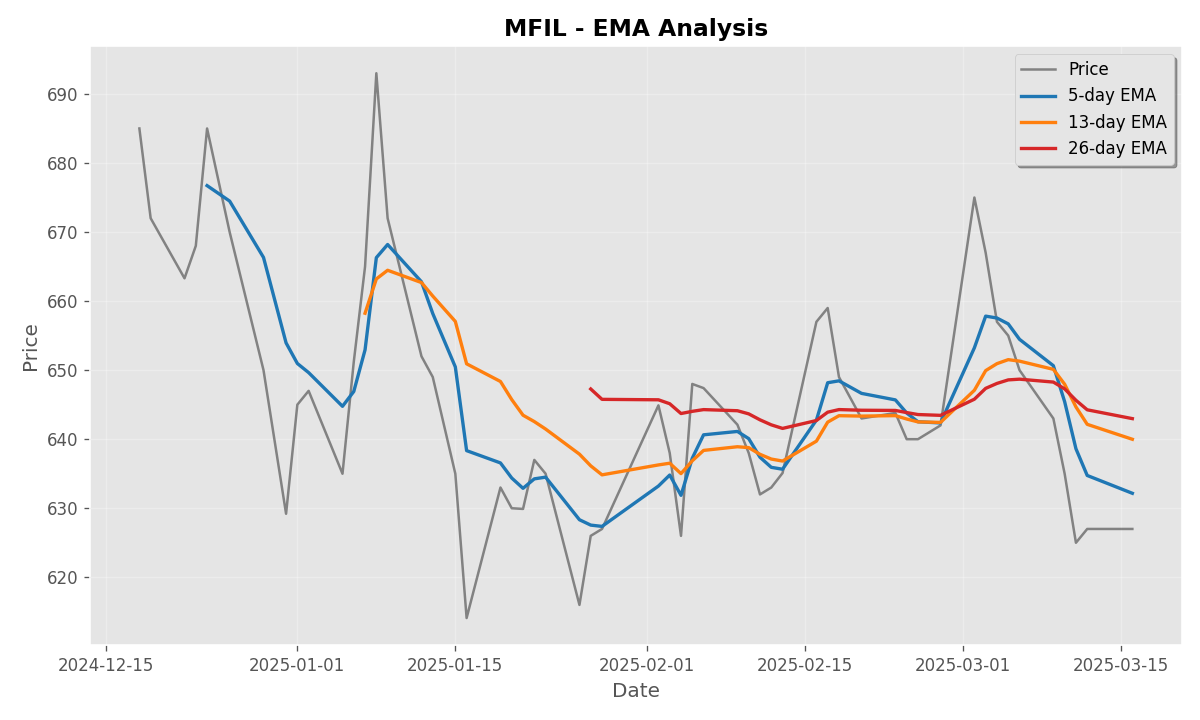 MFIL - EMA Analysis
Price
5-day EMA
13-day EMA
26-day EMA
690
680
670
660
650
640
630
620
Price
2024-12-15
2025-01-01
2025-01-15
2025-02-01
2025-02-15
2025-03-01
2025-03-15
Date